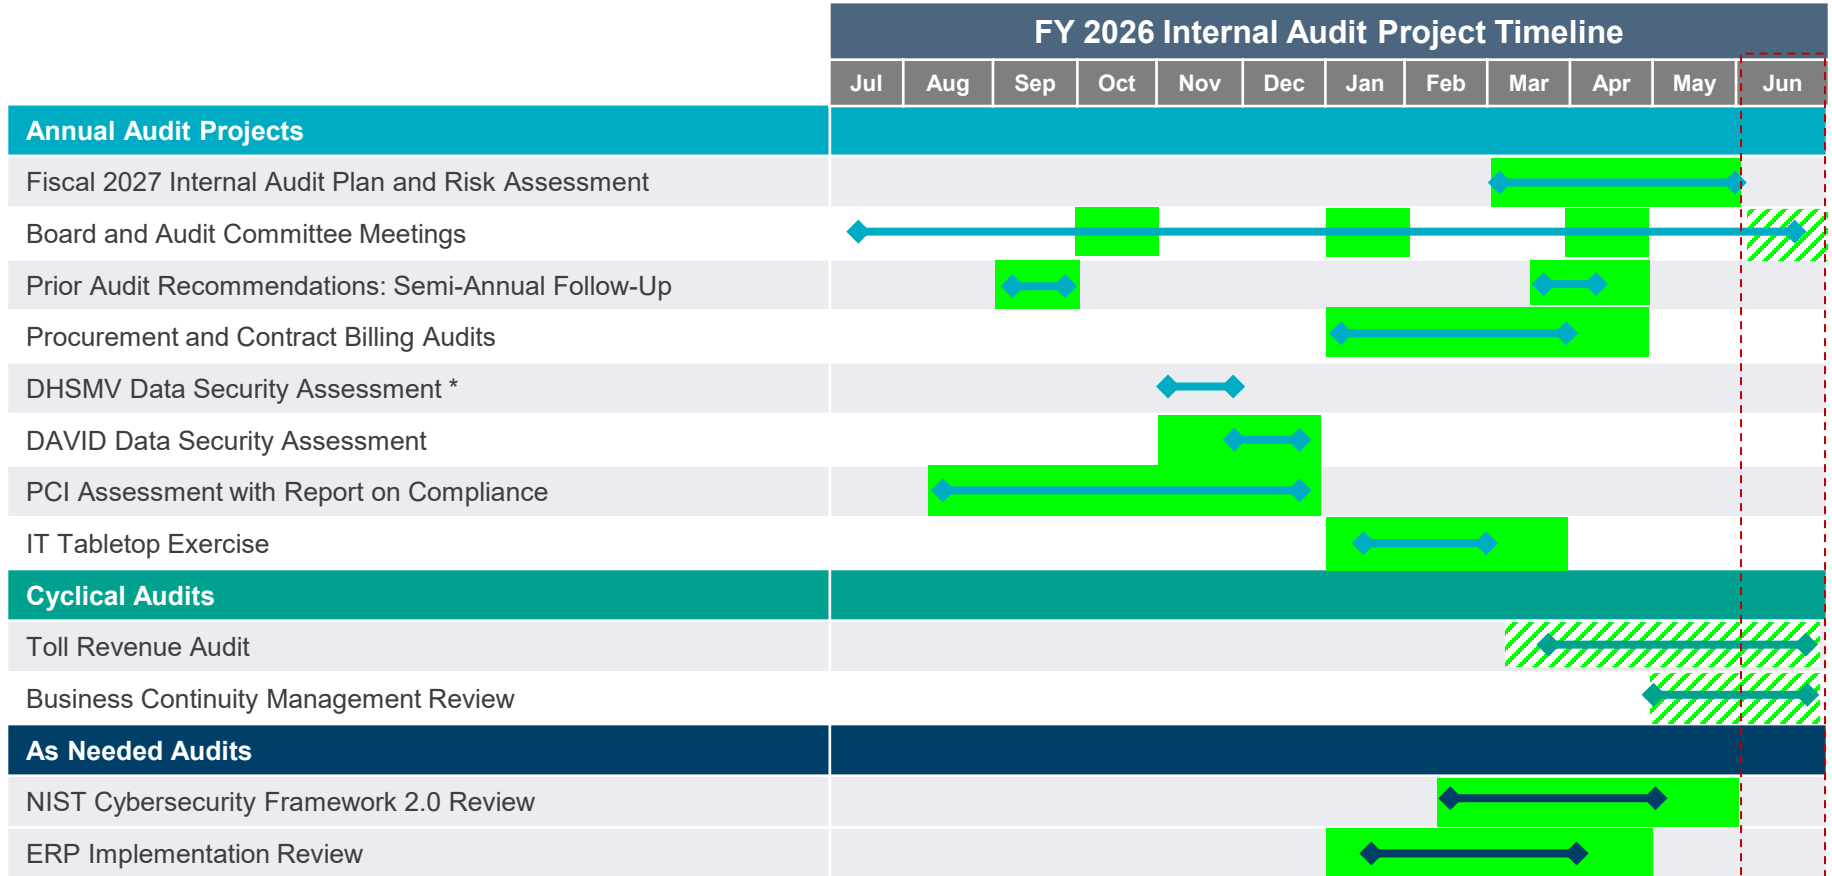 FY 2026 Internal Audit Project Timeline
Jul Aug Sep Oct Nov Dec Jan Feb Mar Apr May Jun
Annual Audit Projects
Fiscal 2027 Internal Audit Plan and Risk Assessment
Board and Audit Committee Meetings
Prior Audit Recommendations: Semi-Annual Follow-Up
Procurement and Contract Billing Audits
DHSMV Data Security Assessment *
DAVID Data Security Assessment
PCI Assessment with Report on Compliance
IT Tabletop Exercise
Cyclical Audits
Toll Revenue Audit
Business Continuity Management Review
As Needed Audits
NIST Cybersecurity Framework 2.0 Review
ERP Implementation Review